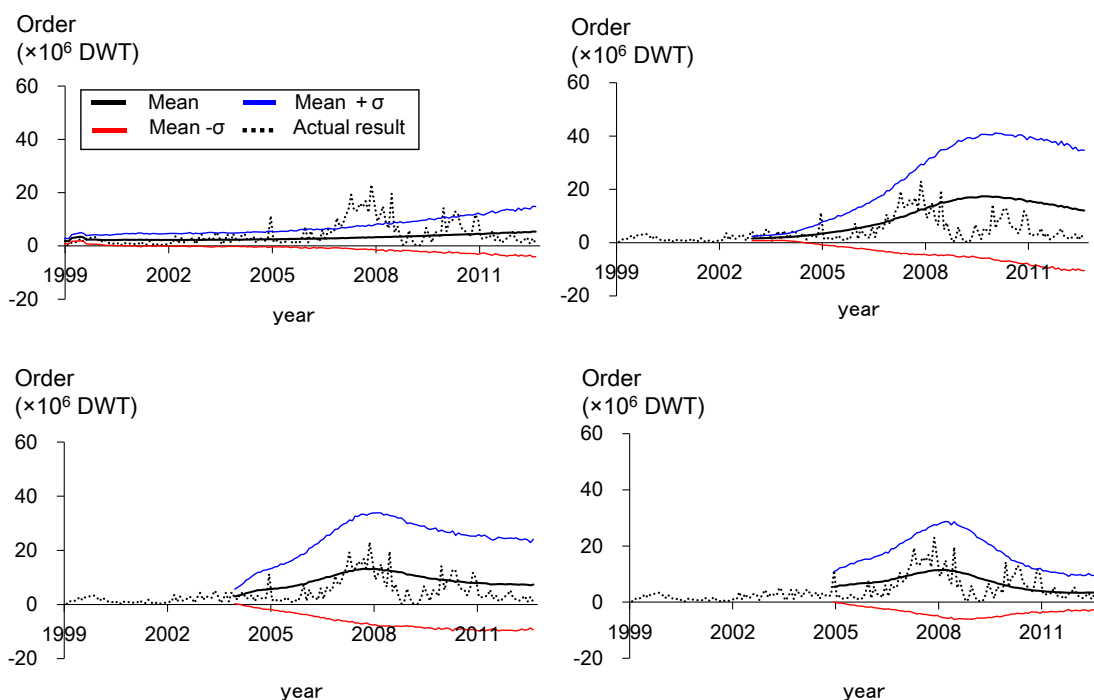 Order
(×10⁶ DWT)
60
40
20
0
-20
Mean
Mean + σ
Mean -σ
Actual result
1999
2002
2005
2008
2011
year
Order
(×10⁶ DWT)
60
40
20
0
-20
1999
2002
2005
2008
2011
year
Order
(×10⁶ DWT)
60
40
20
0
-20
1999
2002
2005
2008
2011
year
Order
(×10⁶ DWT)
60
40
20
0
-20
1999
2002
2005
2008
2011
year